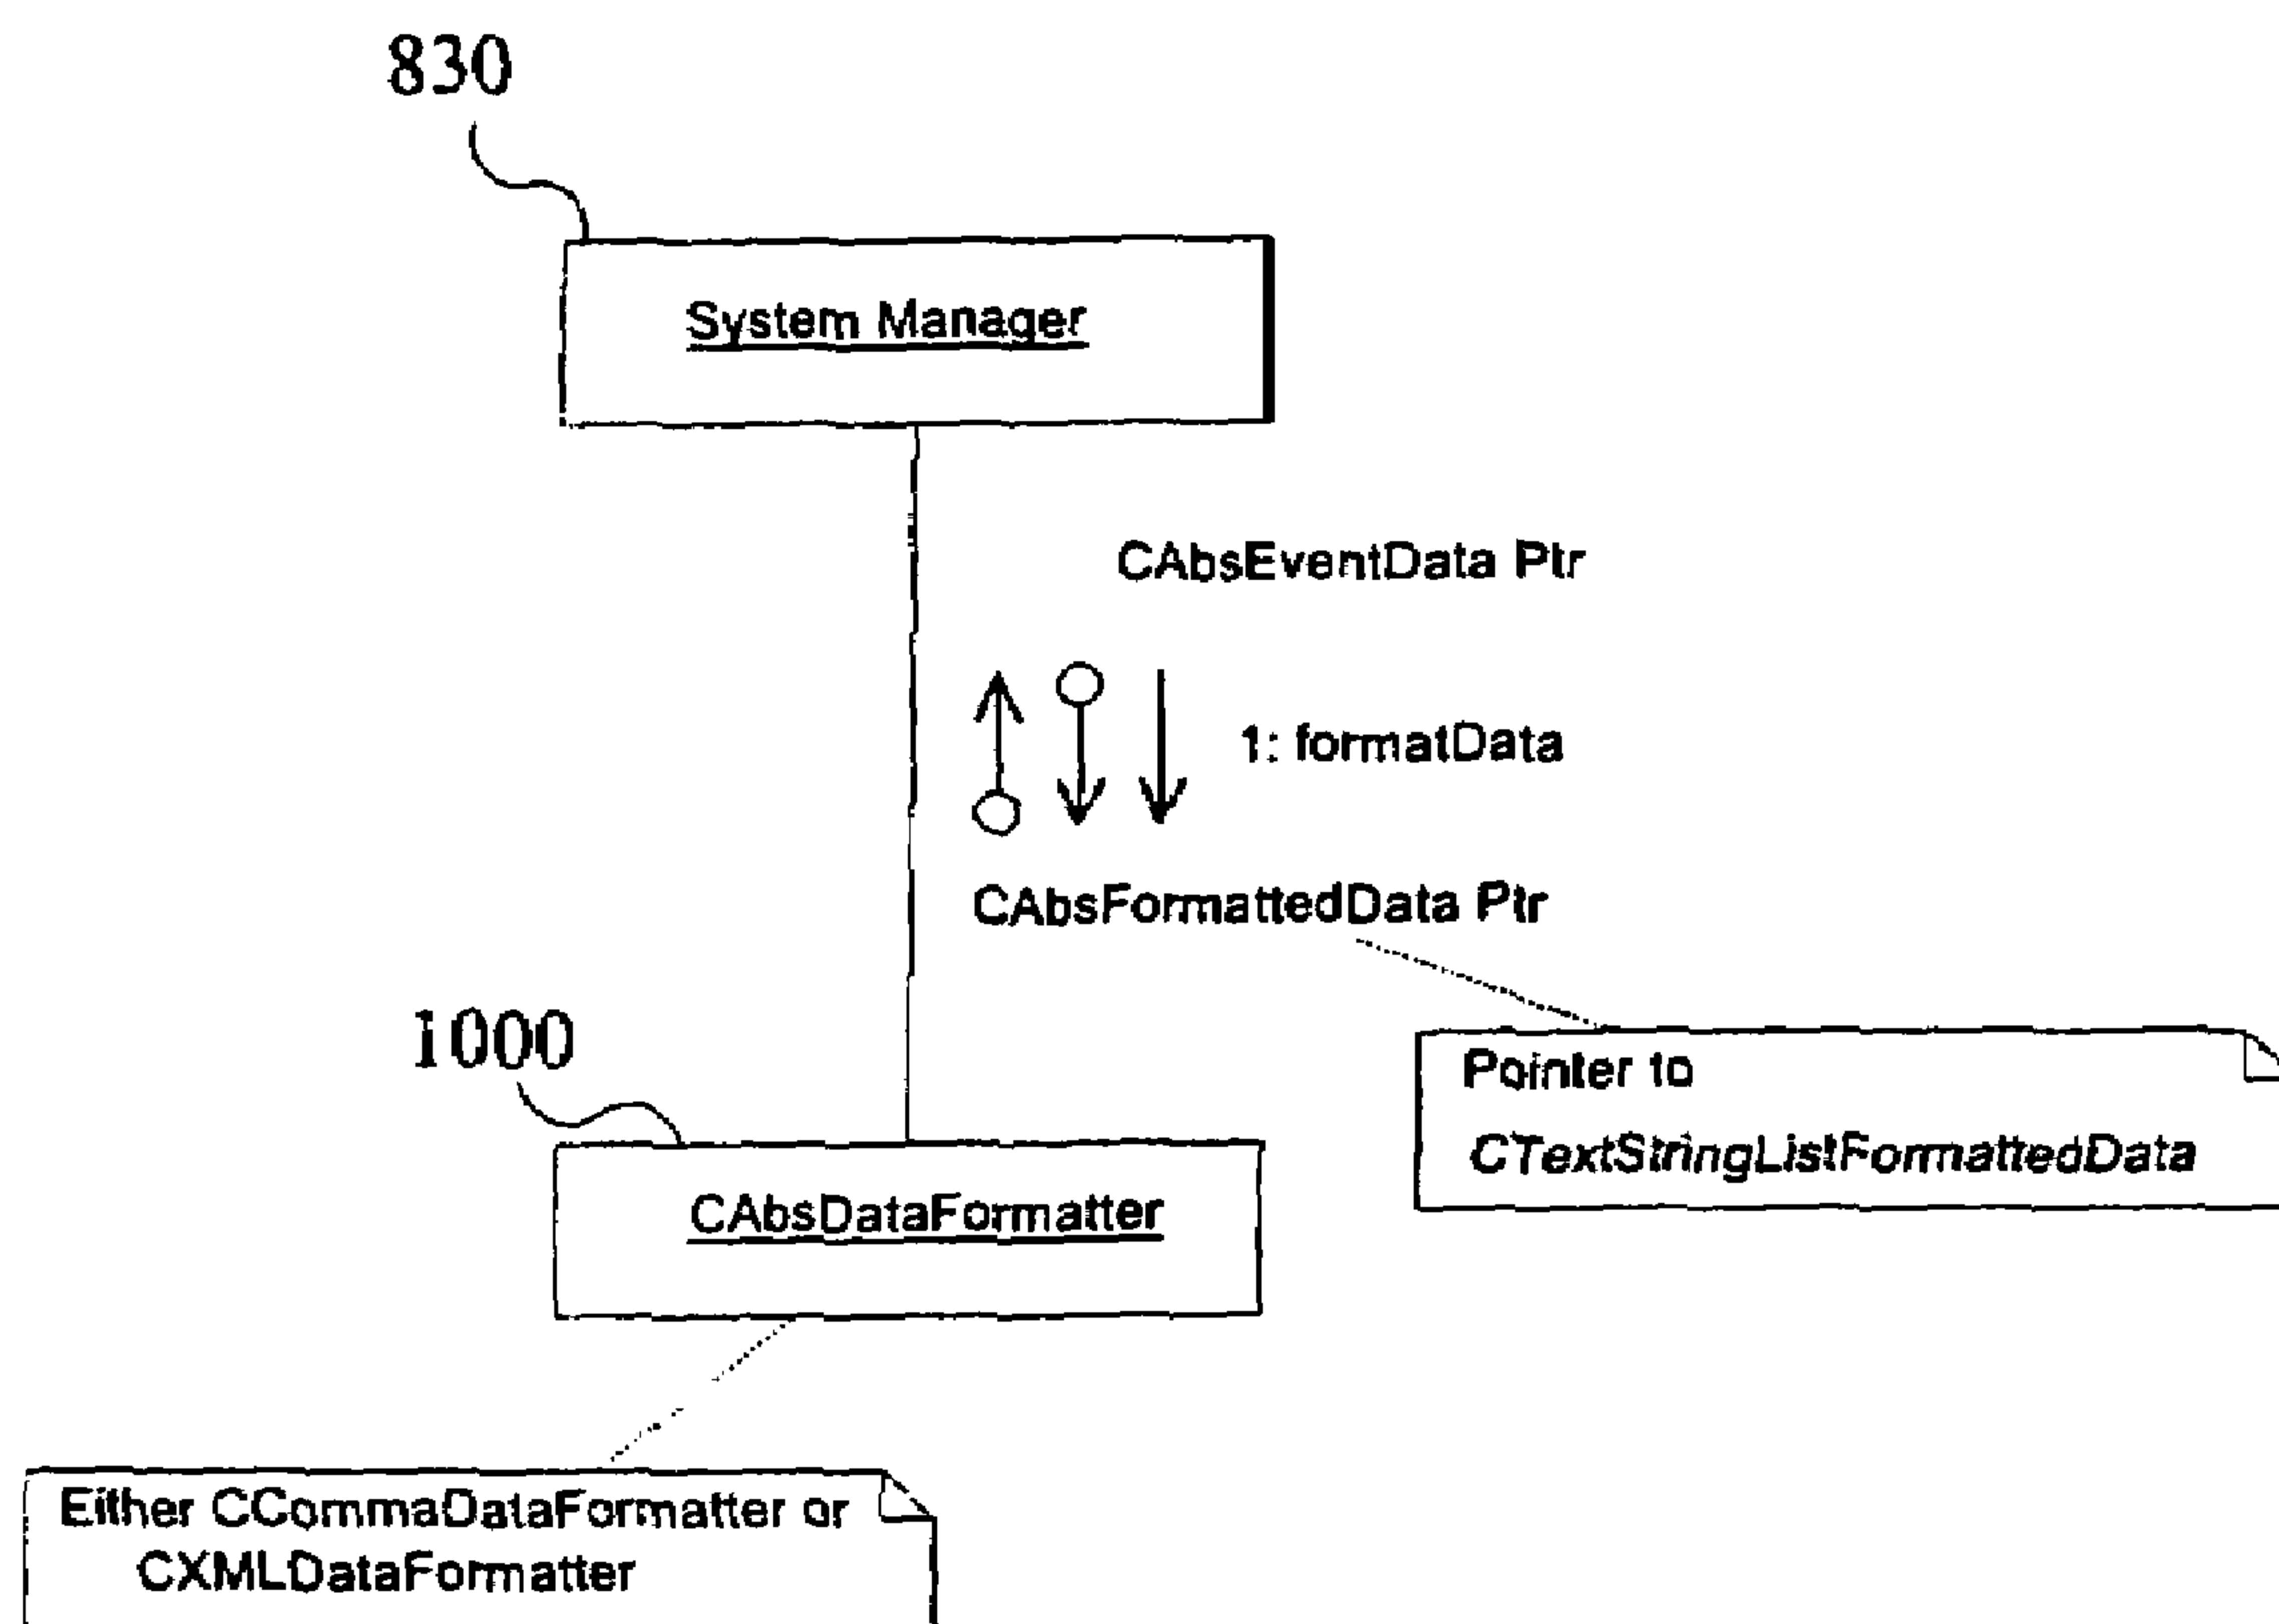 830
System Manager
CAbsEventData Ptr
1: formatData
CAbsFormattedData Ptr
1000
Pointer to
CTextStringListFormattedData
CAbsDataFormatter
Either CCommaDataFormatter or
CXMLDataFormatter